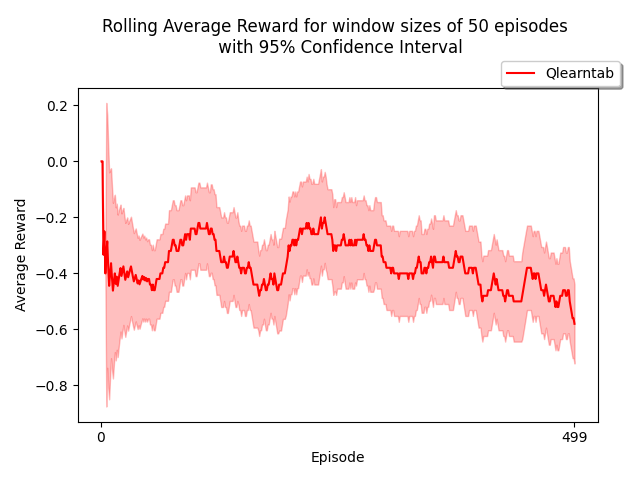 Rolling Average Reward for window sizes of 50 episodes
with 95% Confidence Interval
Qlearntab
0.2
0.0
−0.2
−0.4
−0.6
−0.8
Average Reward
0
499
Episode